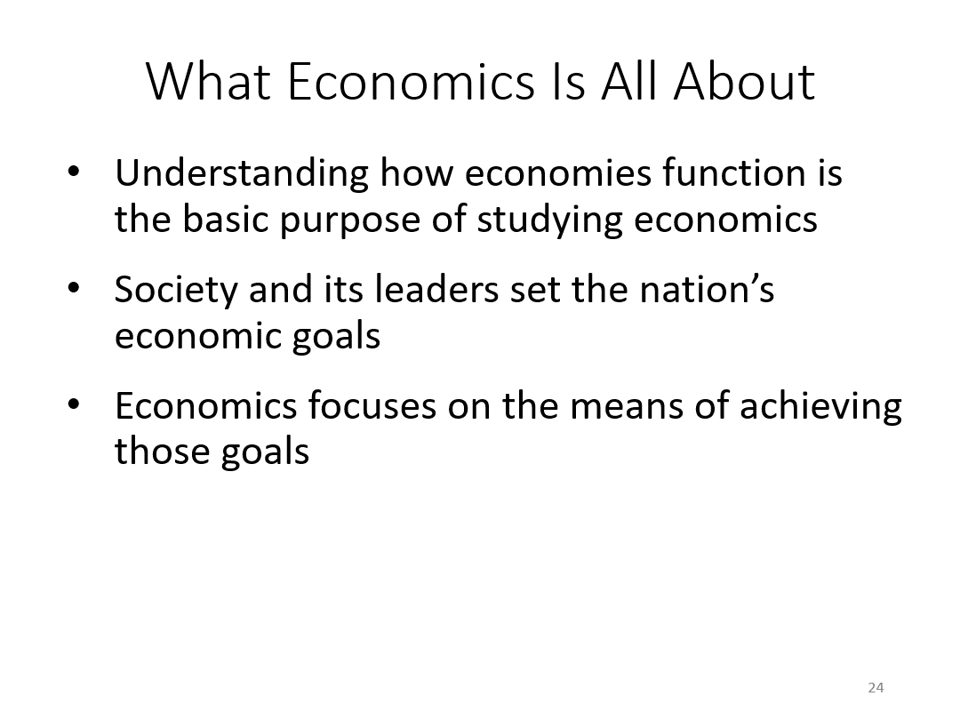 What Economics Is All About
• Understanding how economies function is
the basic purpose of studying economics
• Society and its leaders set the nation’s
economic goals
• Economics focuses on the means of achieving
those goals
24